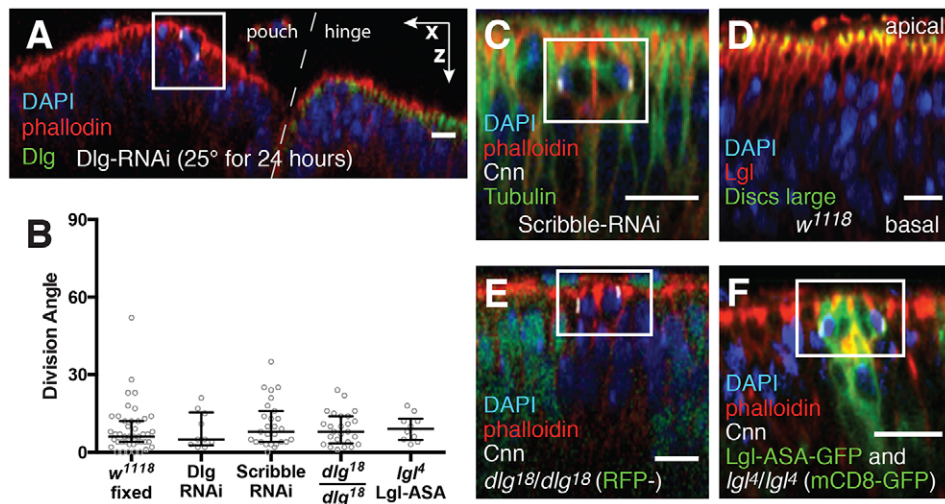 A
pouch
hinge
x
z
DAPI
phallodin
Dlg
Dlg-RNAi (25° for 24 hours)
B
Division Angle
90
60
30
0
w1118
fixed
Dlg
RNAi
Scribble
RNAi
dlg18
dlg18
lgl4
Lgl-ASA
C
DAPI
phalloidin
Cnn
Tubulin
Scribble-RNAi
D
apical
DAPI
Lgl
Discs large
w1118
basal
E
DAPI
phalloidin
Cnn
dlg18/dlg18 (RFP-)
F
DAPI
phalloidin
Cnn
Lgl-ASA-GFP and
lgl4/lgl4 (mCD8-GFP)